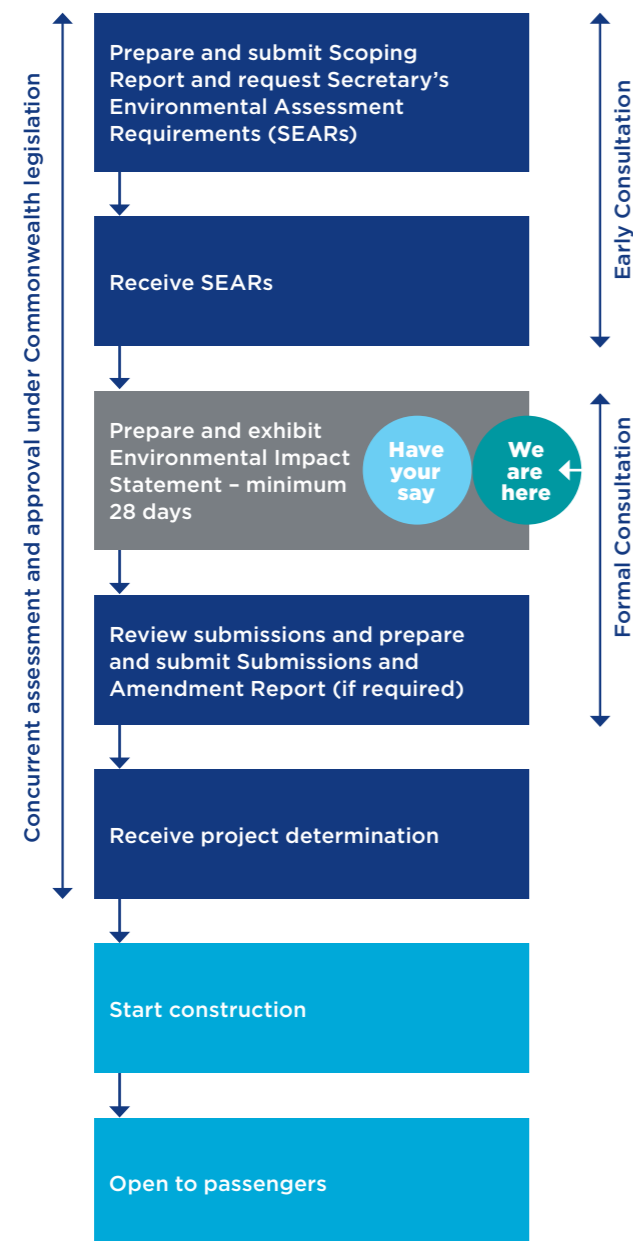 Concurrent assessment and approval under Commonwealth legislation
Prepare and submit Scoping
Report and request Secretary's
Environmental Assessment
Requirements (SEARs)
Early Consultation
Receive SEARs
Prepare and exhibit
Environmental Impact
Statement – minimum
28 days
Have
your
say
We
are
here
Formal Consultation
Review submissions and prepare
and submit Submissions and
Amendment Report (if required)
Receive project determination
Start construction
Open to passengers